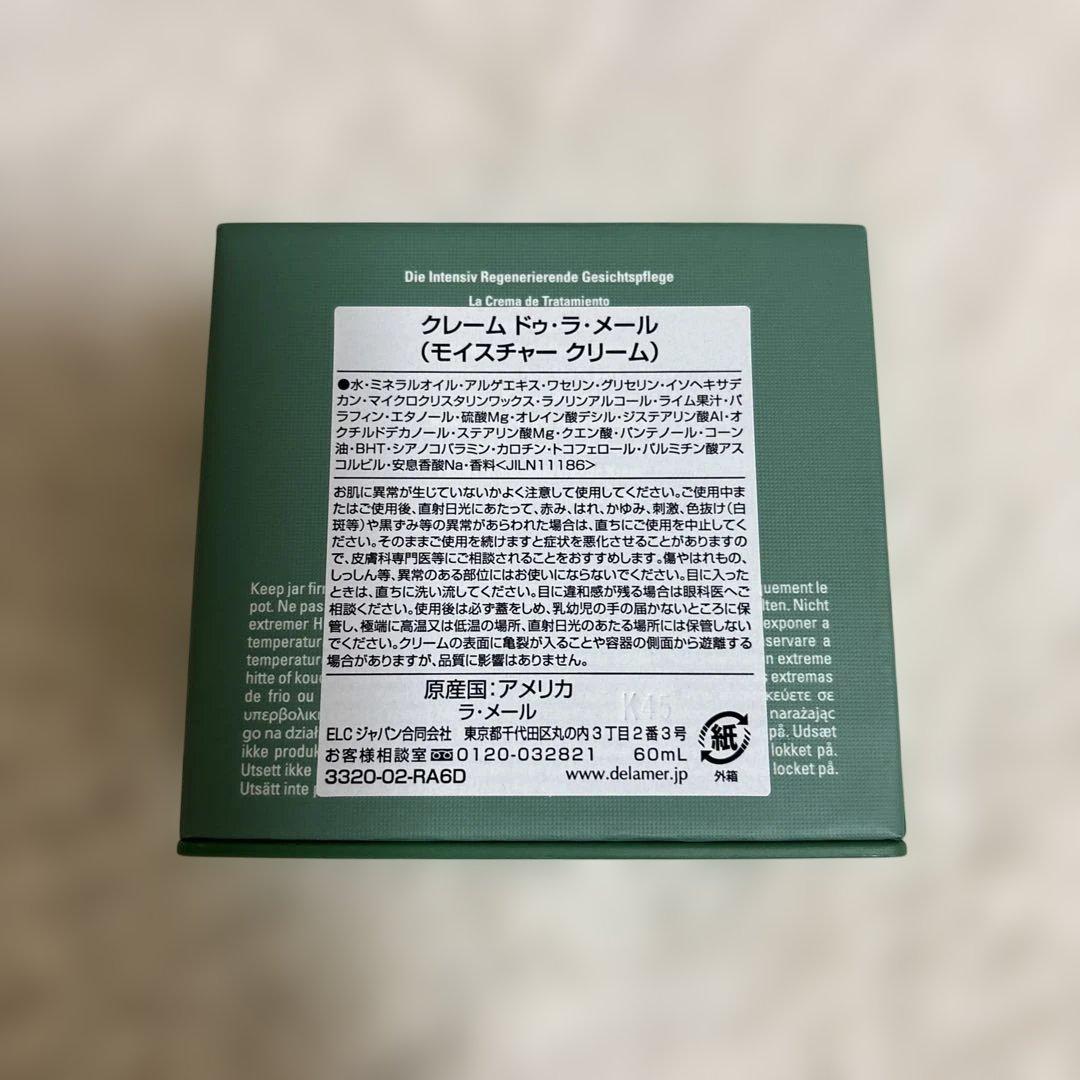 Die Intensiv Regenerierende Gesichtspflege
La Crema de Tratamiento
クレーム ドゥ・ラ・メール
（モイスチャー クリーム）
●水・ミネラルオイル・アルゲエキス・ワセリン・グリセリン・イソヘキサデ
カン・マイクロクリスタリンワックス・ラノリンアルコール・ライム果汁・パ
ラフィン・エタノール・硫酸Mg・オレイン酸デシル・ジステアリン酸Al・オ
クチルドデカノール・ステアリン酸Mg・クエン酸・パンテノール・コーン
油・BHT・シアノコバラミン・カロチン・トコフェロール・パルミチン酸アス
コルビル・安息香酸Na・香料<JILN11186>
お肌に異常が生じていないかよく注意して使用してください。ご使用中ま
たはご使用後、直射日光にあたって、赤み、はれ、かゆみ、刺激、色抜け（白
斑等）や黒ずみ等の異常があらわれた場合は、直ちにご使用を中止してく
ださい。そのままご使用を続けますと症状を悪化させることがありますの
で、皮膚科専門医等にご相談されることをおすすめします。傷やはれもの、
しっしん等、異常のある部位にはお使いにならないでください。目に入った
ときは、直ちに洗い流してください。目に違和感が残る場合は眼科医へご
相談ください。使用後は必ず蓋をしめ、乳幼児の手の届かないところに保
管し、極端に高温又は低温の場所、直射日光のあたる場所には保管しない
でください。クリームの表面に亀裂が入ることや容器の側面から遊離する
場合がありますが、品質に影響はありません。
原産国：アメリカ
ラ・メール
K45
ELC ジャパン合同会社 東京都千代田区丸の内3丁目2番3号
お客様相談室 0120-032821 60mL
3320-02-RA6D www.delamer.jp
紙
外箱
Keep jar fir quement le
pot. Ne pas lten. Nicht
extremer H exponer a
temperatur servare a
temperatur n extreme
hitte of kou s extremas
de frio ou κεύετε σε
υπερβολικ narażając
go na dział på. Udsæt
ikke produk lokket på.
Utsett ikke locket på.
Utsätt inte